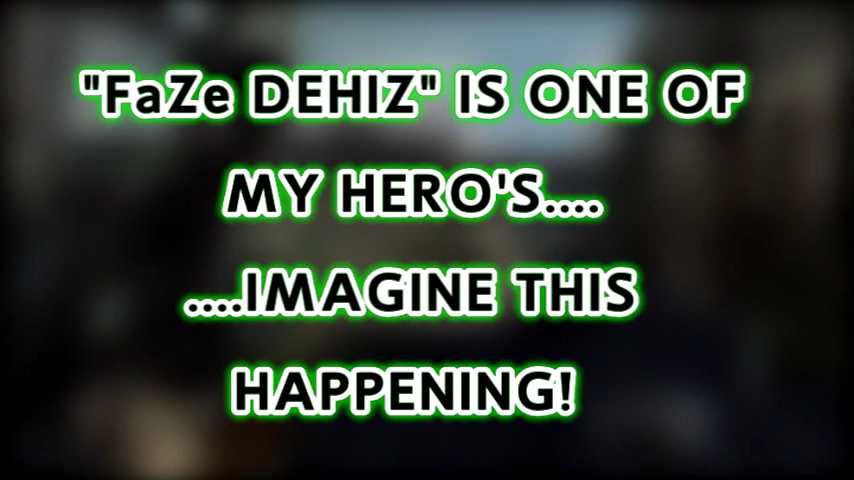 "FaZe DEHIZ" IS ONE OF
MY HERO'S....
....IMAGINE THIS
HAPPENING!